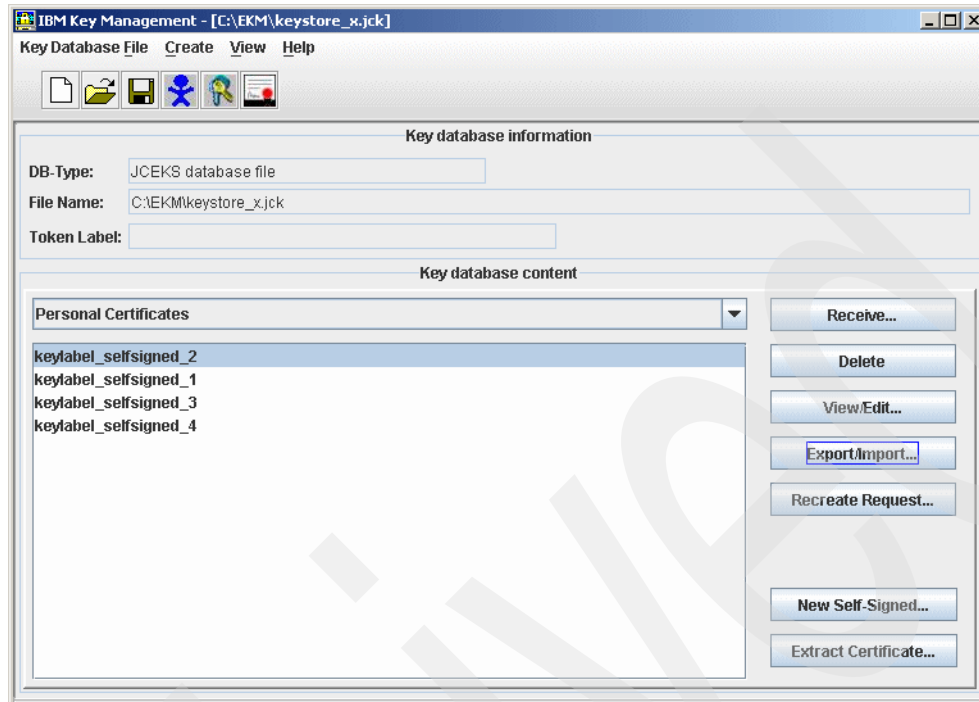 IBM Key Management - [C:\EKM\keystore_x.jck]
Key Database File Create View Help
Key database information
DB-Type: JCEKS database file
File Name: C:\EKM\keystore_x.jck
Token Label:
Key database content
Personal Certificates
Receive...
keylabel_selfsigned_2
Delete
keylabel_selfsigned_1
keylabel_selfsigned_3
View/Edit...
keylabel_selfsigned_4
Export/Import...
Recreate Request...
New Self-Signed...
Extract Certificate...